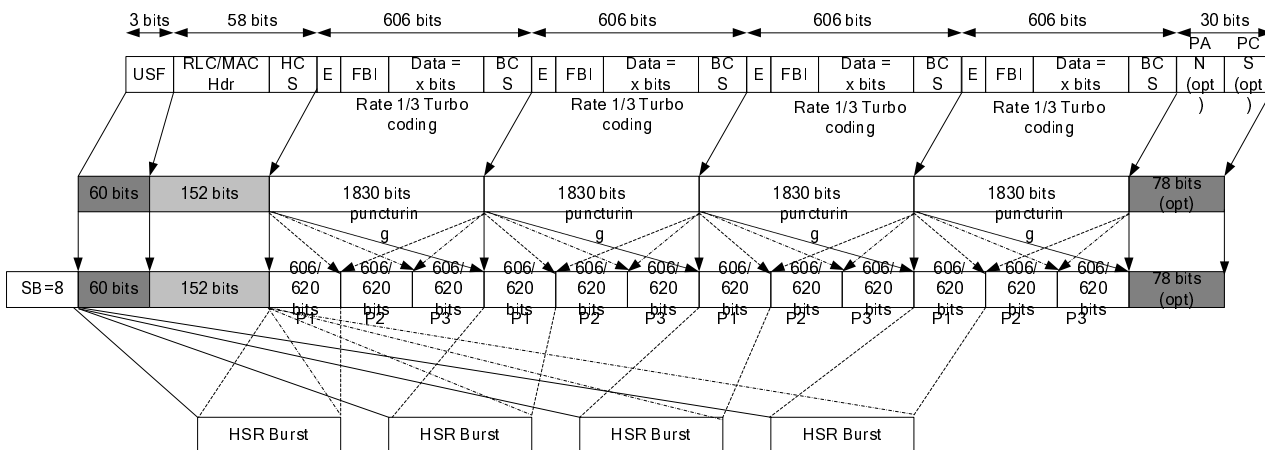 3 bits 58 bits 606 bits 606 bits 606 bits 606 bits 30 bits
USF RLC/MAC Hdr HC S E FBI Data = x bits BC S E FBI Data = x bits BC S E FBI Data = x bits BC S E FBI Data = x bits BC S PA N (opt ) PC S (opt )
Rate 1/3 Turbo coding Rate 1/3 Turbo coding Rate 1/3 Turbo coding Rate 1/3 Turbo coding
60 bits 152 bits 1830 bits 1830 bits 1830 bits 1830 bits 78 bits (opt)
puncturin g puncturin g puncturin g puncturin g
SB=8 60 bits 152 bits 606/ 620 bits 606/ 620 bits 606/ 620 bits 606/ 620 bits 606/ 620 bits 606/ 620 bits 606/ 620 bits 606/ 620 bits 606/ 620 bits 606/ 620 bits 606/ 620 bits 606/ 620 bits 78 bits (opt)
P1 P2 P3 P1 P2 P3 P1 P2 P3 P1 P2 P3
HSR Burst HSR Burst HSR Burst HSR Burst